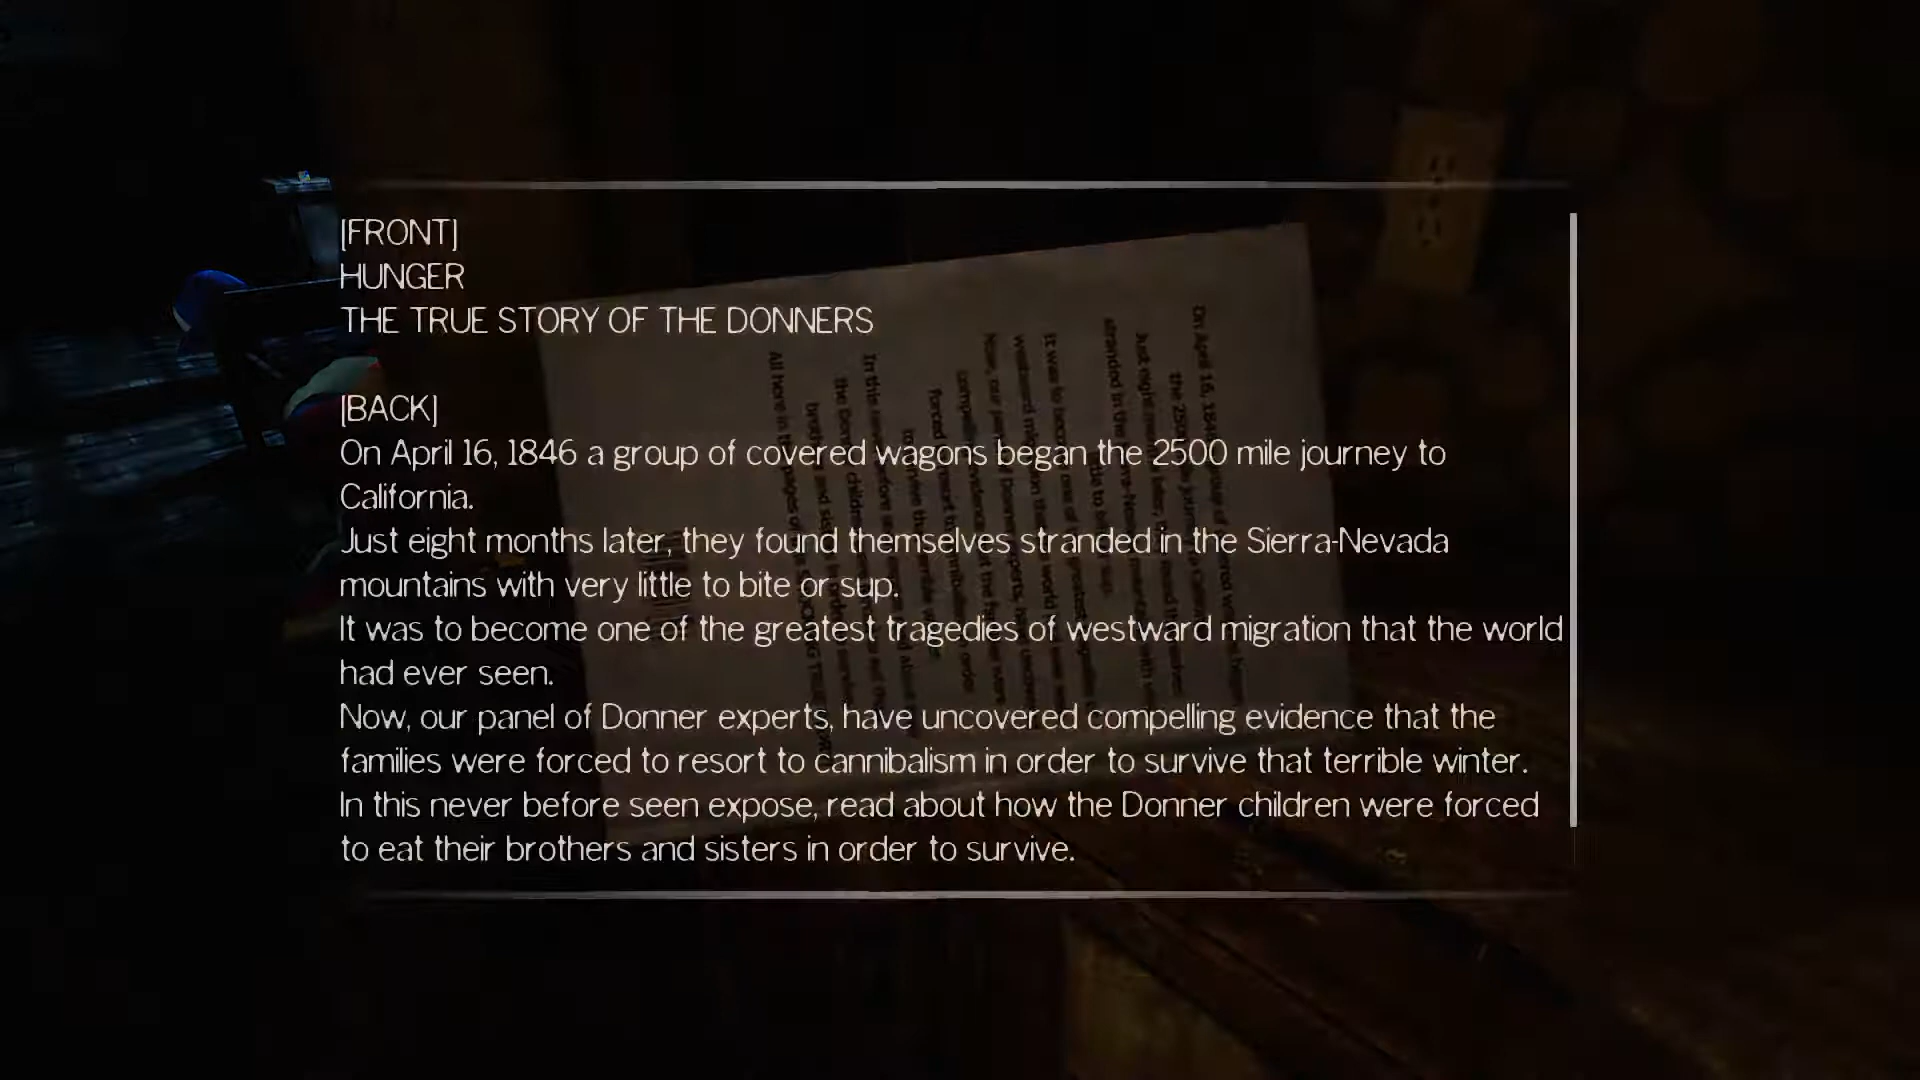 [FRONT]
HUNGER
THE TRUE STORY OF THE DONNERS
[BACK]
On April 16, 1846 a group of covered wagons began the 2500 mile journey to
California.
Just eight months later, they found themselves stranded in the Sierra-Nevada
mountains with very little to bite or sup.
It was to become one of the greatest tragedies of westward migration that the world
had ever seen.
Now, our panel of Donner experts, have uncovered compelling evidence that the
families were forced to resort to cannibalism in order to survive that terrible winter.
In this never before seen expose, read about how the Donner children were forced
to eat their brothers and sisters in order to survive.